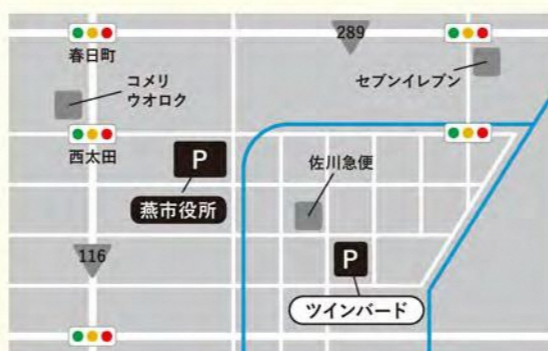 289
春日町
セブンイレブン
コメリ
ウオロク
西太田
P
佐川急便
燕市役所
P
116
ツインバード